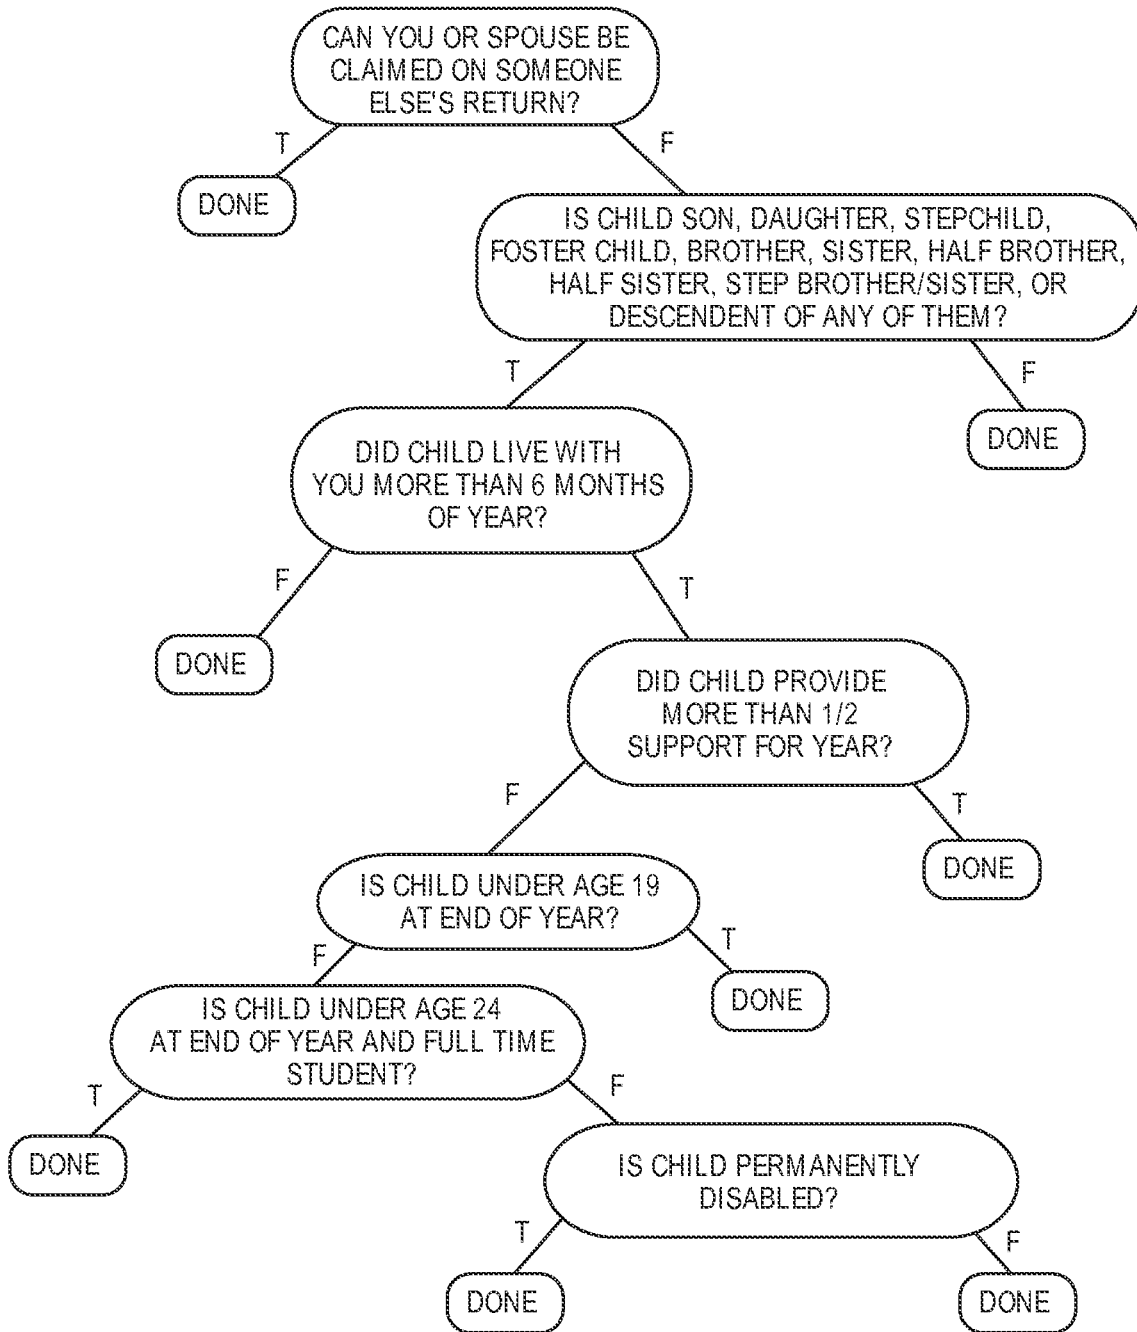 CAN YOU OR SPOUSE BE
CLAIMED ON SOMEONE
ELSE'S RETURN?
T
F
DONE
IS CHILD SON, DAUGHTER, STEPCHILD,
FOSTER CHILD, BROTHER, SISTER, HALF BROTHER,
HALF SISTER, STEP BROTHER/SISTER, OR
DESCENDENT OF ANY OF THEM?
T
F
DONE
DID CHILD LIVE WITH
YOU MORE THAN 6 MONTHS
OF YEAR?
F
T
DONE
DID CHILD PROVIDE
MORE THAN 1/2
SUPPORT FOR YEAR?
F
T
DONE
IS CHILD UNDER AGE 19
AT END OF YEAR?
F
T
DONE
IS CHILD UNDER AGE 24
AT END OF YEAR AND FULL TIME
STUDENT?
T
F
DONE
IS CHILD PERMANENTLY
DISABLED?
T
F
DONE
DONE